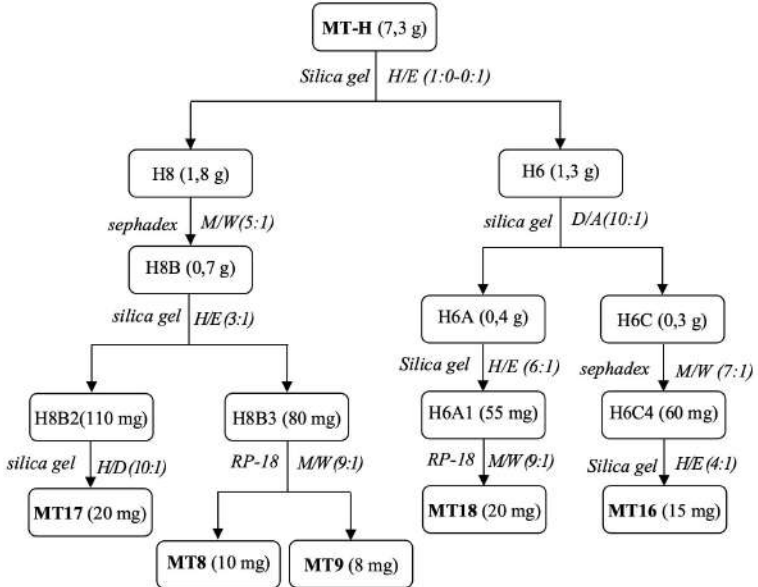 MT-H (7,3 g)
Silica gel H/E (1:0-0:1)
H8 (1,8 g) H6 (1,3 g)
sephadex M/W(5:1) silica gel D/A(10:1)
H8B (0,7 g)
silica gel H/E(3:1)
H6A (0,4 g) H6C (0,3 g)
Silica gel H/E (6:1) sephadex M/W (7:1)
H8B2(110 mg) H8B3 (80 mg) H6A1 (55 mg) H6C4 (60 mg)
silica gel H/D(10:1) RP-18 M/W(9:1) RP-18 M/W(9:1) Silica gel H/E(4:1)
MT17 (20 mg) MT18 (20 mg) MT16 (15 mg)
MT8 (10 mg) MT9 (8 mg)